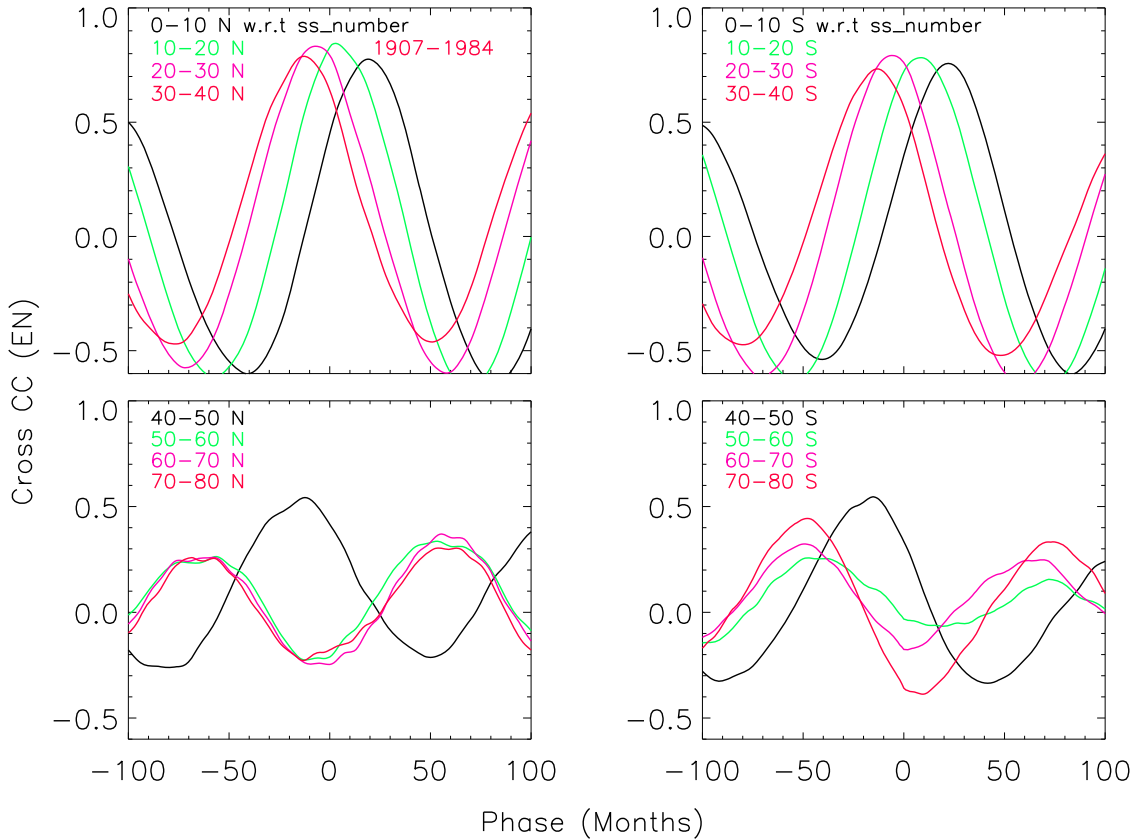 0-10 N w.r.t ss_number
10-20 N
1907-1984
20-30 N
30-40 N
1.0
0.5
0.0
-0.5
0-10 S w.r.t ss_number
10-20 S
20-30 S
30-40 S
1.0
0.5
0.0
-0.5
Cross CC (EN)
40-50 N
50-60 N
60-70 N
70-80 N
1.0
0.5
0.0
-0.5
-100 -50 0 50 100
40-50 S
50-60 S
60-70 S
70-80 S
1.0
0.5
0.0
-0.5
-100 -50 0 50 100
Phase (Months)